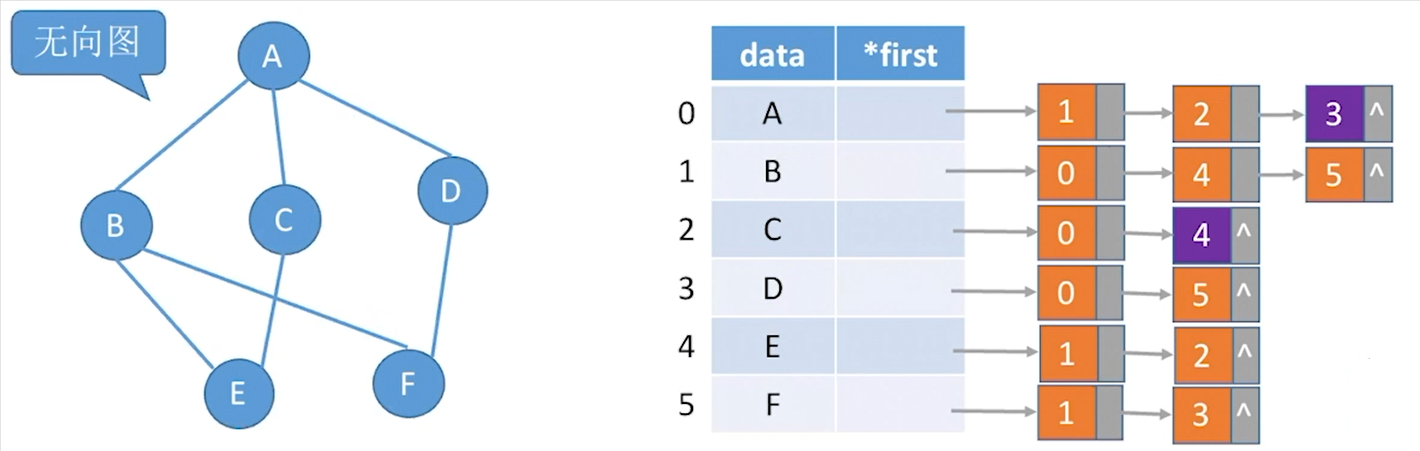 无向图
A
B
C
D
E
F
data *first
0 A 1 2 3 ^
1 B 0 4 5 ^
2 C 0 4 ^
3 D 0 5 ^
4 E 1 2 ^
5 F 1 3 ^